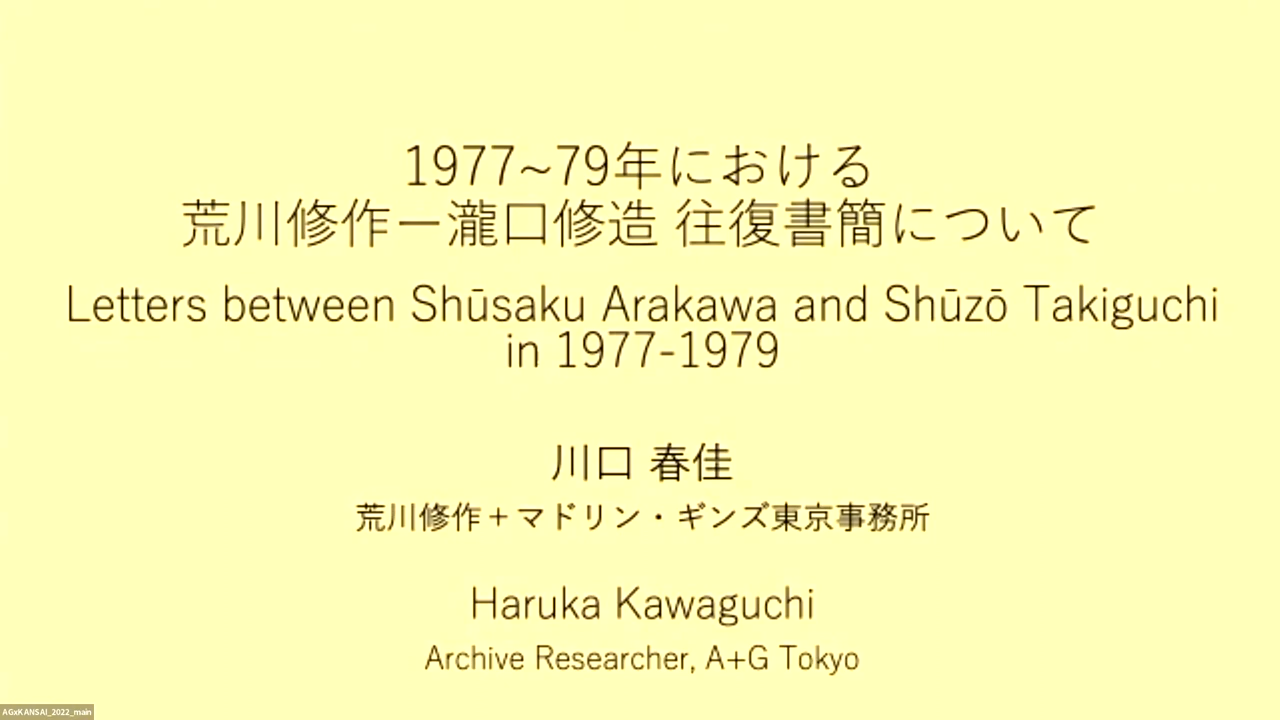 1977~79年における
荒川修作ー瀧口修造 往復書簡について
Letters between Shūsaku Arakawa and Shūzō Takiguchi
in 1977-1979
川口 春佳
荒川修作＋マドリン・ギンズ東京事務所
Haruka Kawaguchi
Archive Researcher, A+G Tokyo
AGxKANSAI_2022_main